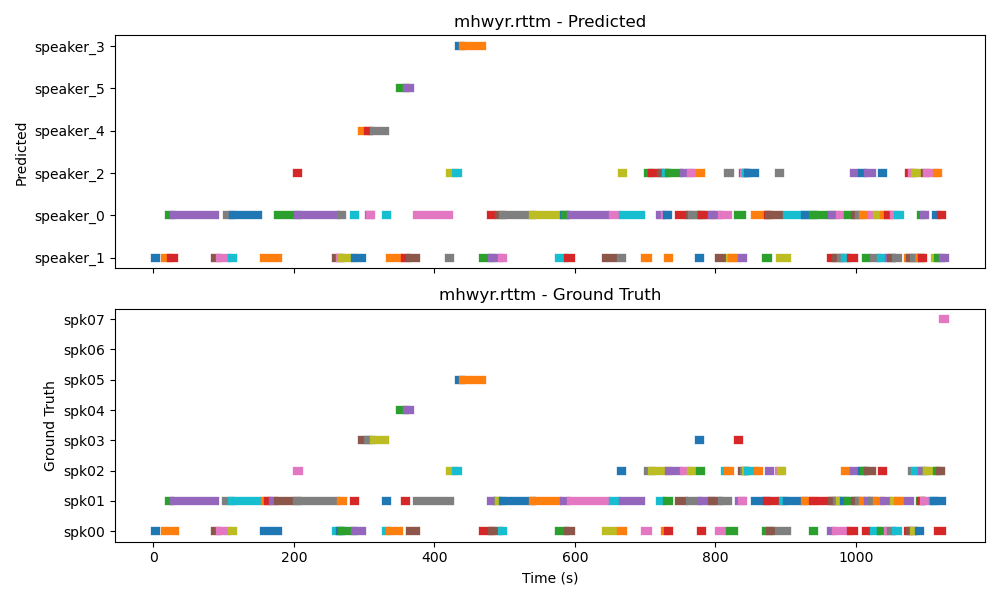 mhwyr.rttm - Predicted
speaker_3
speaker_5
speaker_4
speaker_2
speaker_0
speaker_1
Predicted
mhwyr.rttm - Ground Truth
spk07
spk06
spk05
spk04
spk03
spk02
spk01
spk00
Ground Truth
0 200 400 600 800 1000
Time (s)